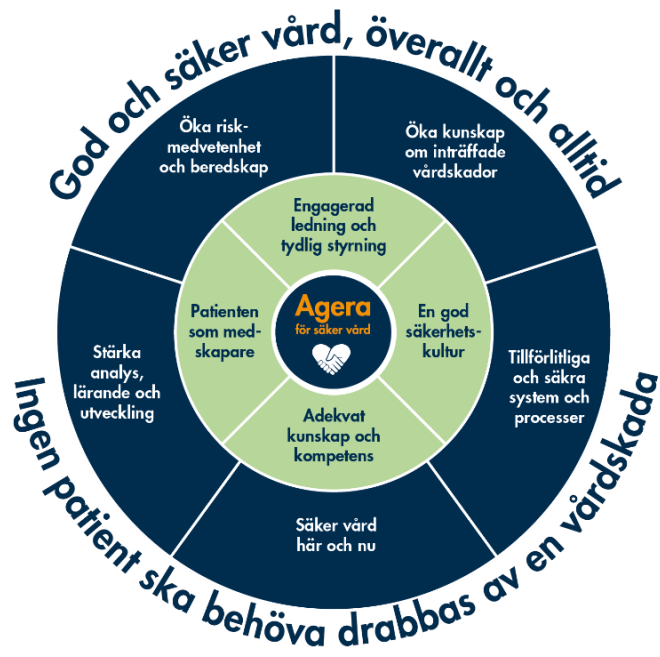 God och säker vård, överallt och alltid
Öka risk-
medvetenhet
och beredskap
Öka kunskap
om inträffade
vårdskador
Engagerad
ledning och
tydlig styrning
Patienten
som med-
skapare
Agera
för säker vård
En god
säkerhets-
kultur
Stärka
analys,
lärande och
utveckling
Tillförlitliga
och säkra
system och
processer
Adekvat
kunskap och
kompetens
Säker vård
här och nu
Ingen patient ska behöva drabbas av en vårdskada